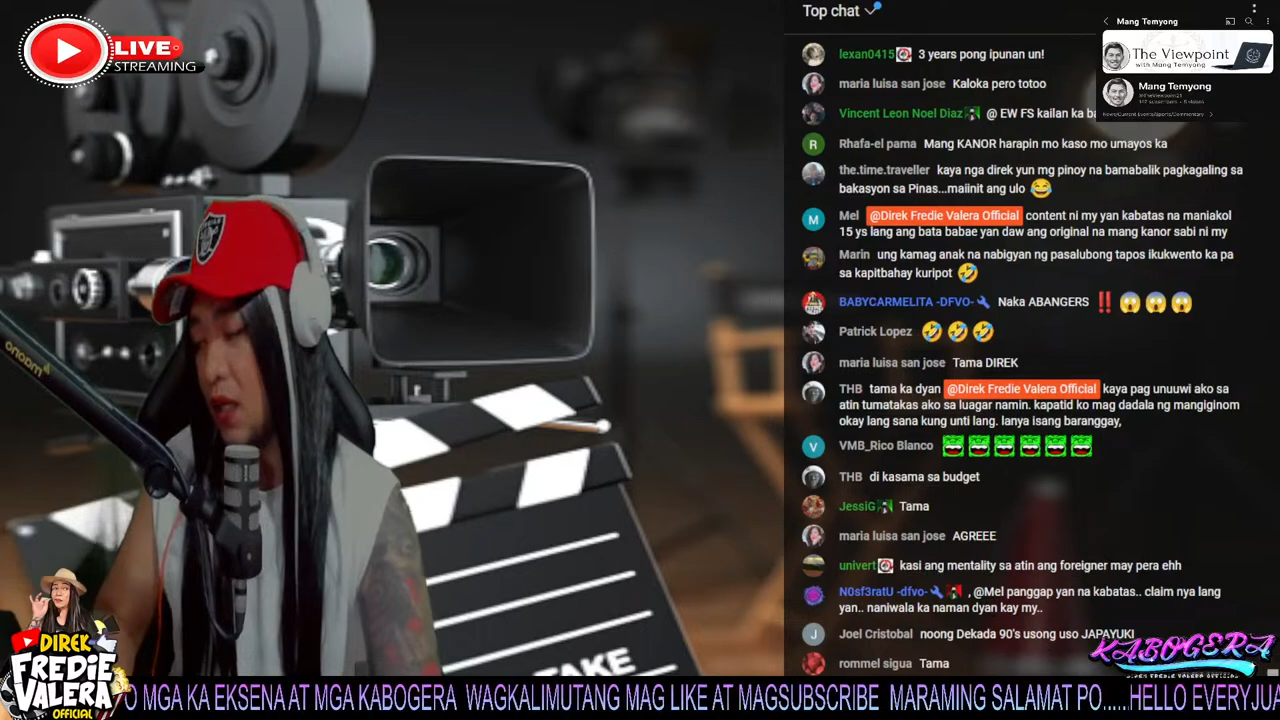 LIVE
STREAMING
maono
Top chat
Mang Temyong
The Viewpoint
with Mang Temyong
Mang Temyong
lexan0415 3 years pong ipunan un!
maria luisa san jose Kaloka pero totoo
Vincent Leon Noel Diaz @ EW FS kailan ka ba
R Rhafa-el pama Mang KANOR harapin mo kaso mo umayos ka
the.time.traveller kaya nga direk yun mg pinoy na bamabalik pagkagaling sa
bakasyon sa Pinas...maiinit ang ulo 😂
M Mel @Direk Fredie Valera Official content ni my yan kabatas na maniakol
15 ys lang ang bata babae yan daw ang original na mang kanor sabi ni my
Marin ung kamag anak na nabigyan ng pasalubong tapos ikukwento ka pa
sa kapitbahay kuripot 🤣
BABYCARMELITA -DFVO- Naka ABANGERS ‼️ 😱 😱 😱
Patrick Lopez 🤣 🤣 🤣
maria luisa san jose Tama DIREK
THB tama ka dyan @Direk Fredie Valera Official kaya pag unuuwi ako sa
atin tumatakas ako sa luagar namin. kapatid ko mag dadala ng mangiginom
okay lang sana kung unti lang. lanya isang baranggay,
V VMB_Rico Blanco
THB di kasama sa budget
JessiG Tama
maria luisa san jose AGREEE
univert kasi ang mentality sa atin ang foreigner may pera ehh
N0sf3ratU -dfvo- , @Mel panggap yan na kabatas.. claim nya lang
yan.. naniwala ka naman dyan kay my..
J Joel Cristobal noong Dekada 90's usong uso JAPAYUKI
rommel sigua Tama
KABOGERA
DIREK FREDIE VALERA OFFICIAL
TAKE
DIREK
FREDIE
VALERA
OFFICIAL
O MGA KA EKSENA AT MGA KABOGERA WAGKALIMUTANG MAG LIKE AT MAGSUBSCRIBE MARAMING SALAMAT PO.....HELLO EVERYJUA